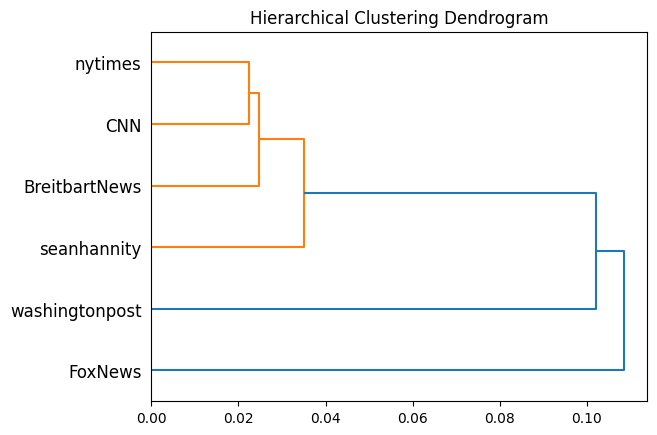 Hierarchical Clustering Dendrogram
nytimes
CNN
BreitbartNews
seanhannity
washingtonpost
FoxNews
0.00 0.02 0.04 0.06 0.08 0.10